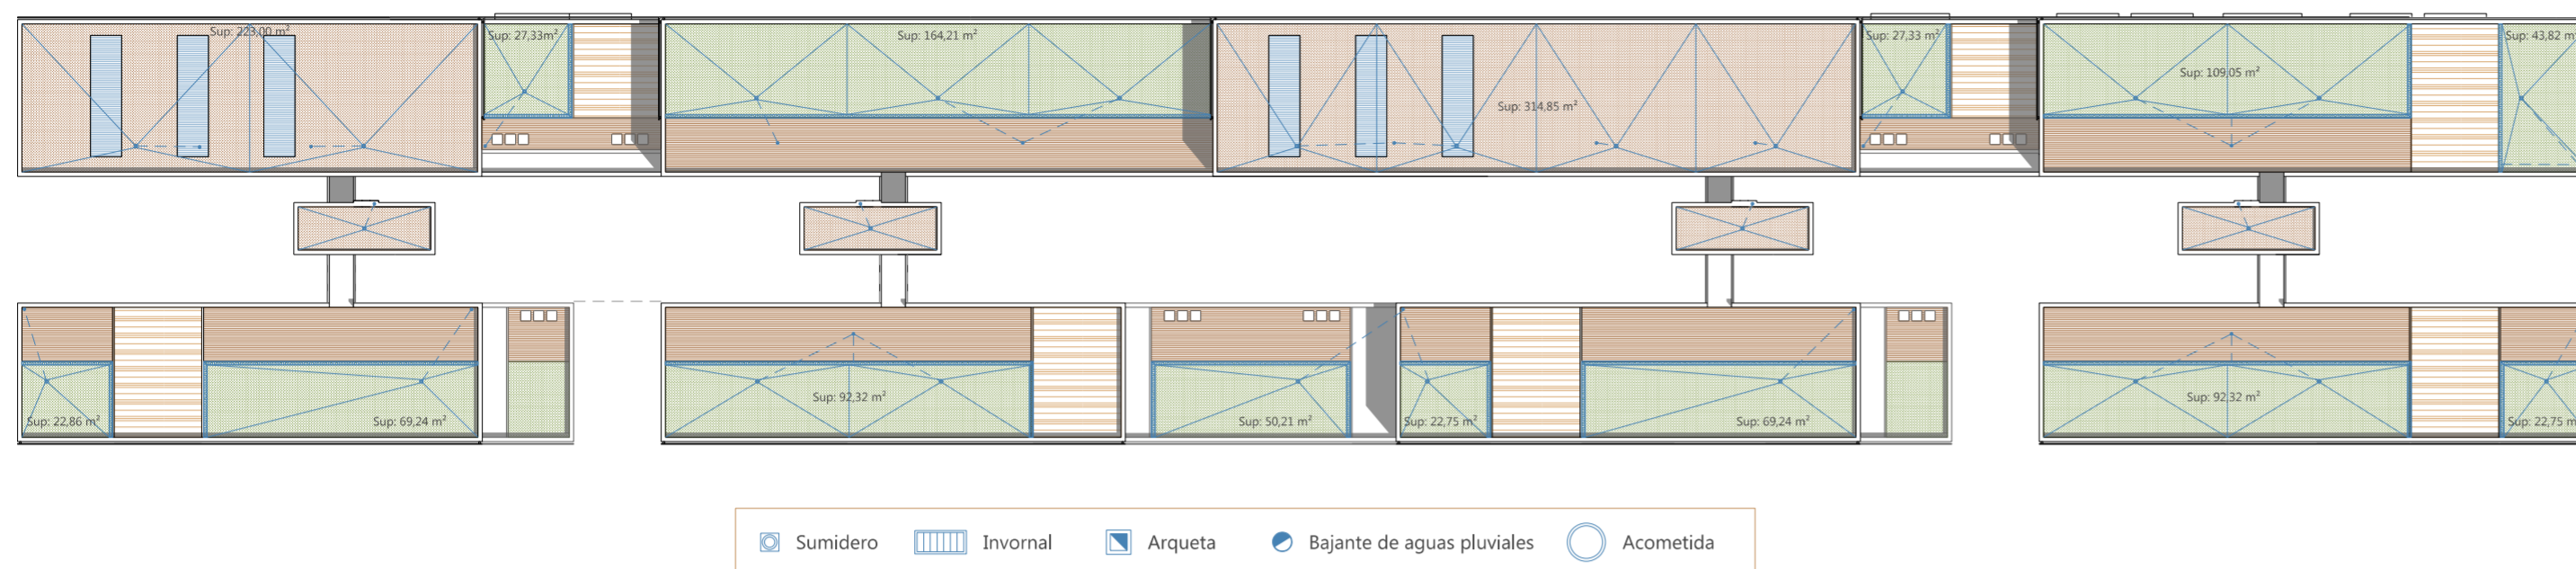 Sup: 223,00 m²
Sup: 27,33m²
Sup: 164,21 m²
Sup: 314,85 m²
Sup: 27,33 m²
Sup: 109,05 m²
Sup: 43,82 m
Sup: 22,86 m²
Sup: 69,24 m²
Sup: 92,32 m²
Sup: 50,21 m²
Sup: 22,75 m²
Sup: 69,24 m²
Sup: 92,32 m²
Sup: 22,75 m
Sumidero
Invornal
Arqueta
Bajante de aguas pluviales
Acometida